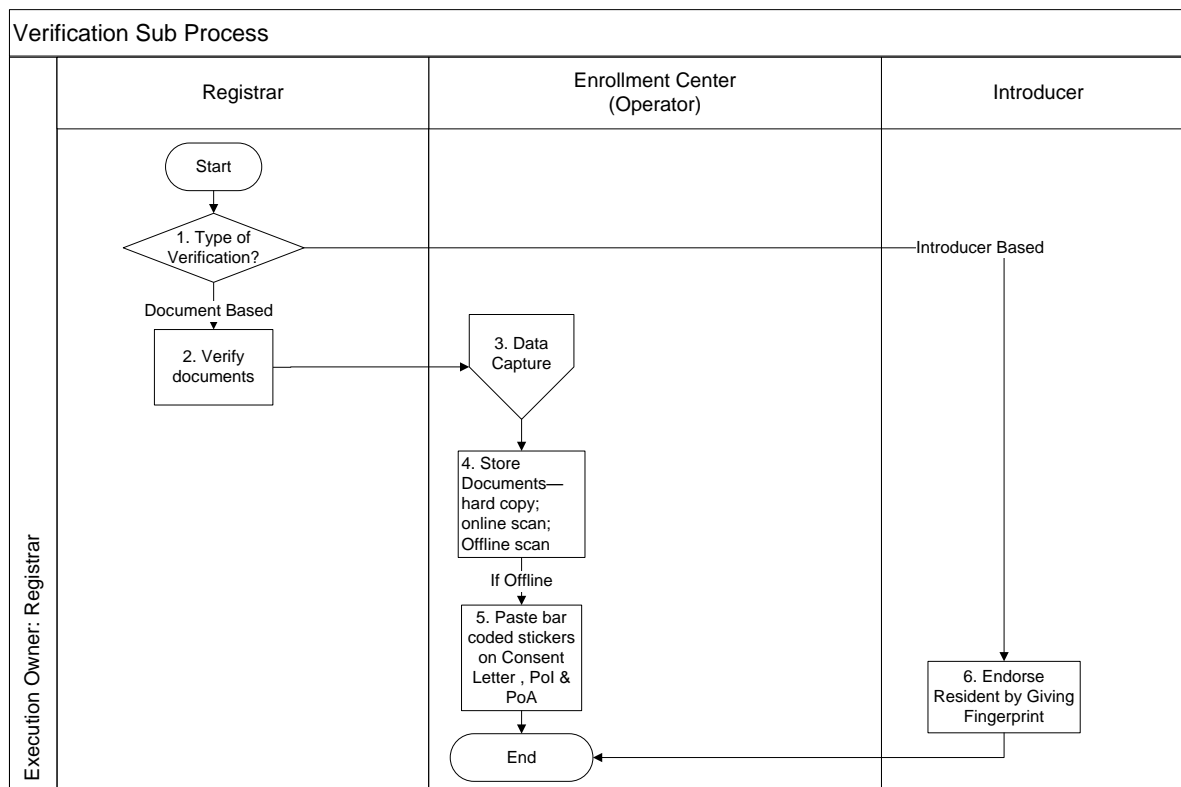 Verification Sub Process
Registrar
Enrollment Center
(Operator)
Introducer
Start
1. Type of
Verification?
Introducer Based
Document Based
2. Verify
documents
3. Data
Capture
4. Store
Documents—
hard copy;
online scan;
Offline scan
If Offline
5. Paste bar
coded stickers
on Consent
Letter , PoI &
PoA
6. Endorse
Resident by Giving
Fingerprint
End
Execution Owner: Registrar